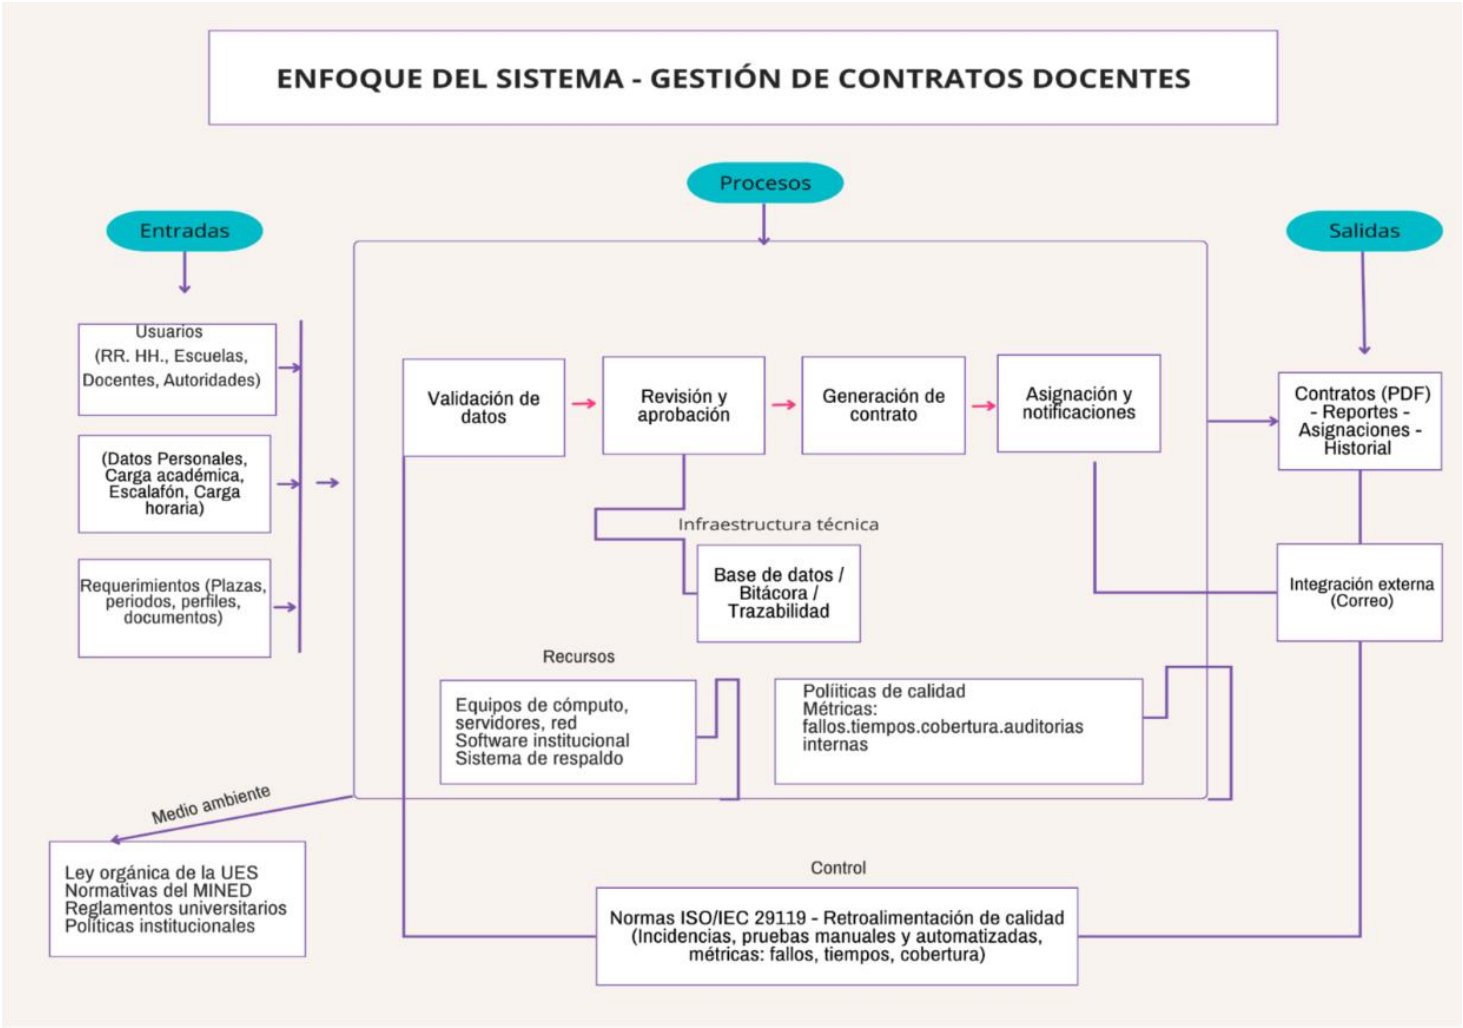 ENFOQUE DEL SISTEMA - GESTIÓN DE CONTRATOS DOCENTES
Procesos
Entradas
Salidas
Usuarios
(RR. HH., Escuelas,
Docentes, Autoridades)
(Datos Personales,
Carga académica,
Escalafón, Carga
horaria)
Requerimientos (Plazas,
periodos, perfiles,
documentos)
Validación de
datos
Revisión y
aprobación
Generación de
contrato
Asignación y
notificaciones
Contratos (PDF)
- Reportes -
Asignaciones -
Historial
Infraestructura técnica
Base de datos /
Bitácora /
Trazabilidad
Integración externa
(Correo)
Recursos
Equipos de cómputo,
servidores, red
Software institucional
Sistema de respaldo
Políiticas de calidad
Métricas:
fallos.tiempos.cobertura.auditorias
internas
Medio ambiente
Ley orgánica de la UES
Normativas del MINED
Reglamentos universitarios
Políticas institucionales
Control
Normas ISO/IEC 29119 - Retroalimentación de calidad
(Incidencias, pruebas manuales y automatizadas,
métricas: fallos, tiempos, cobertura)